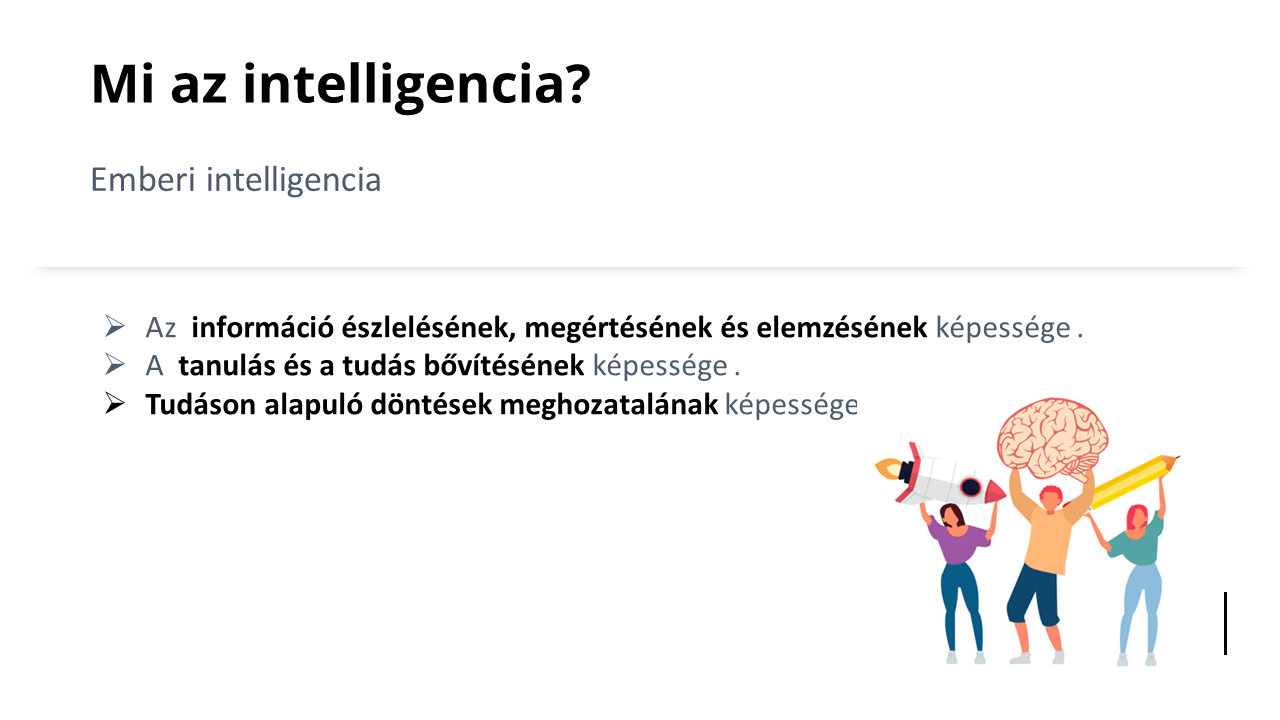 Mi az intelligencia?
Emberi intelligencia
Az információ észlelésének, megértésének és elemzésének képessége .
A tanulás és a tudás bővítésének képessége .
Tudáson alapuló döntések meghozatalának képessége